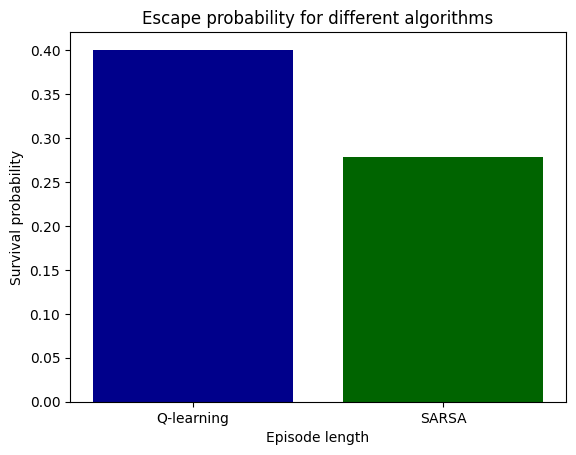 Escape probability for different algorithms
Survival probability
0.40
0.35
0.30
0.25
0.20
0.15
0.10
0.05
0.00
Q-learning SARSA
Episode length